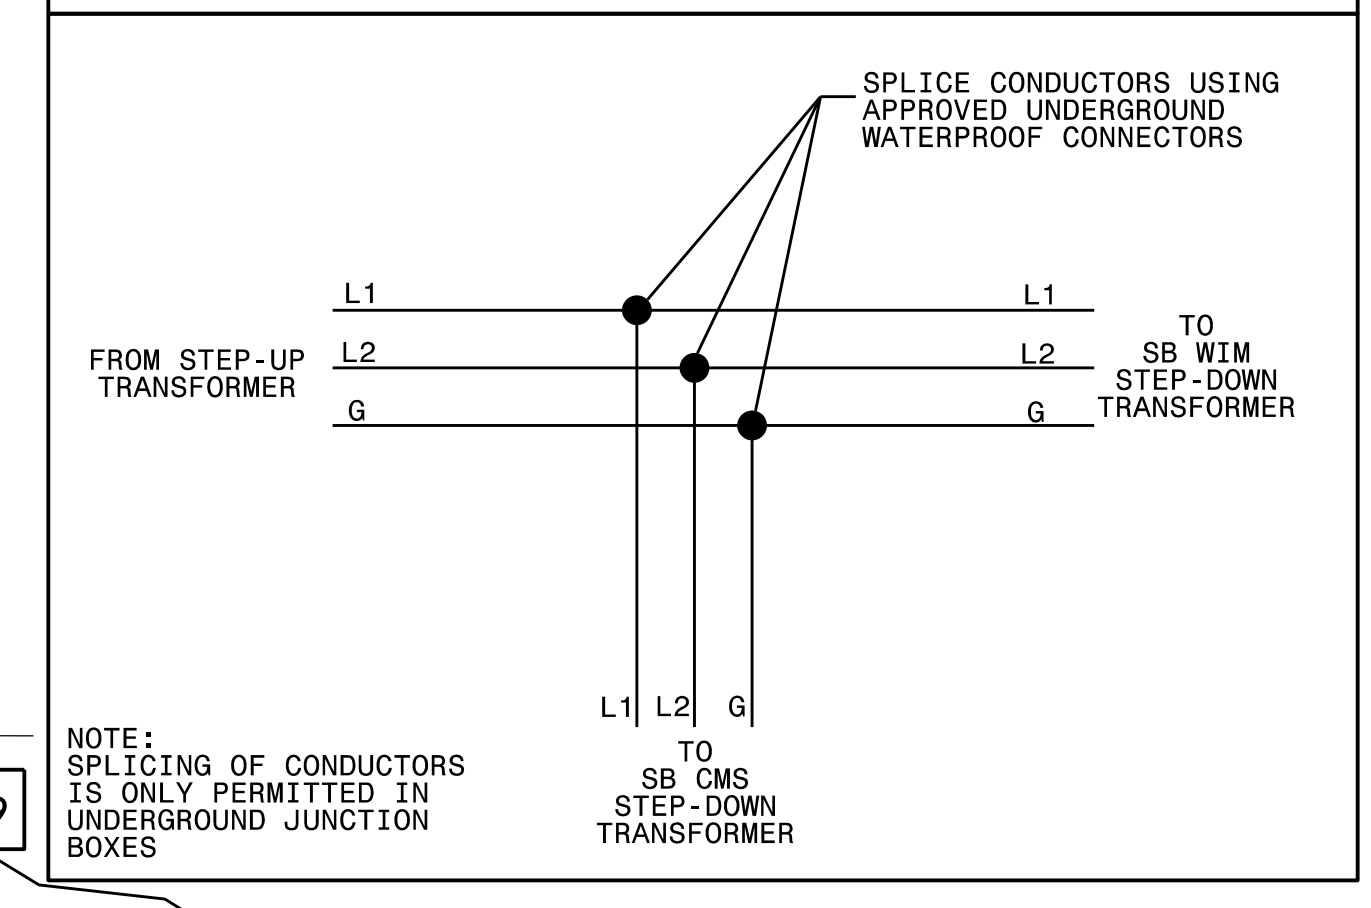 SPLICE CONDUCTORS USING
APPROVED UNDERGROUND
WATERPROOF CONNECTORS
L1
L1
FROM STEP-UP
TRANSFORMER
L2
L2
G
G
TO
SB WIM
STEP-DOWN
TRANSFORMER
L1
L2
G
TO
SB CMS
STEP-DOWN
TRANSFORMER
NOTE:
SPLICING OF CONDUCTORS
IS ONLY PERMITTED IN
UNDERGROUND JUNCTION
BOXES